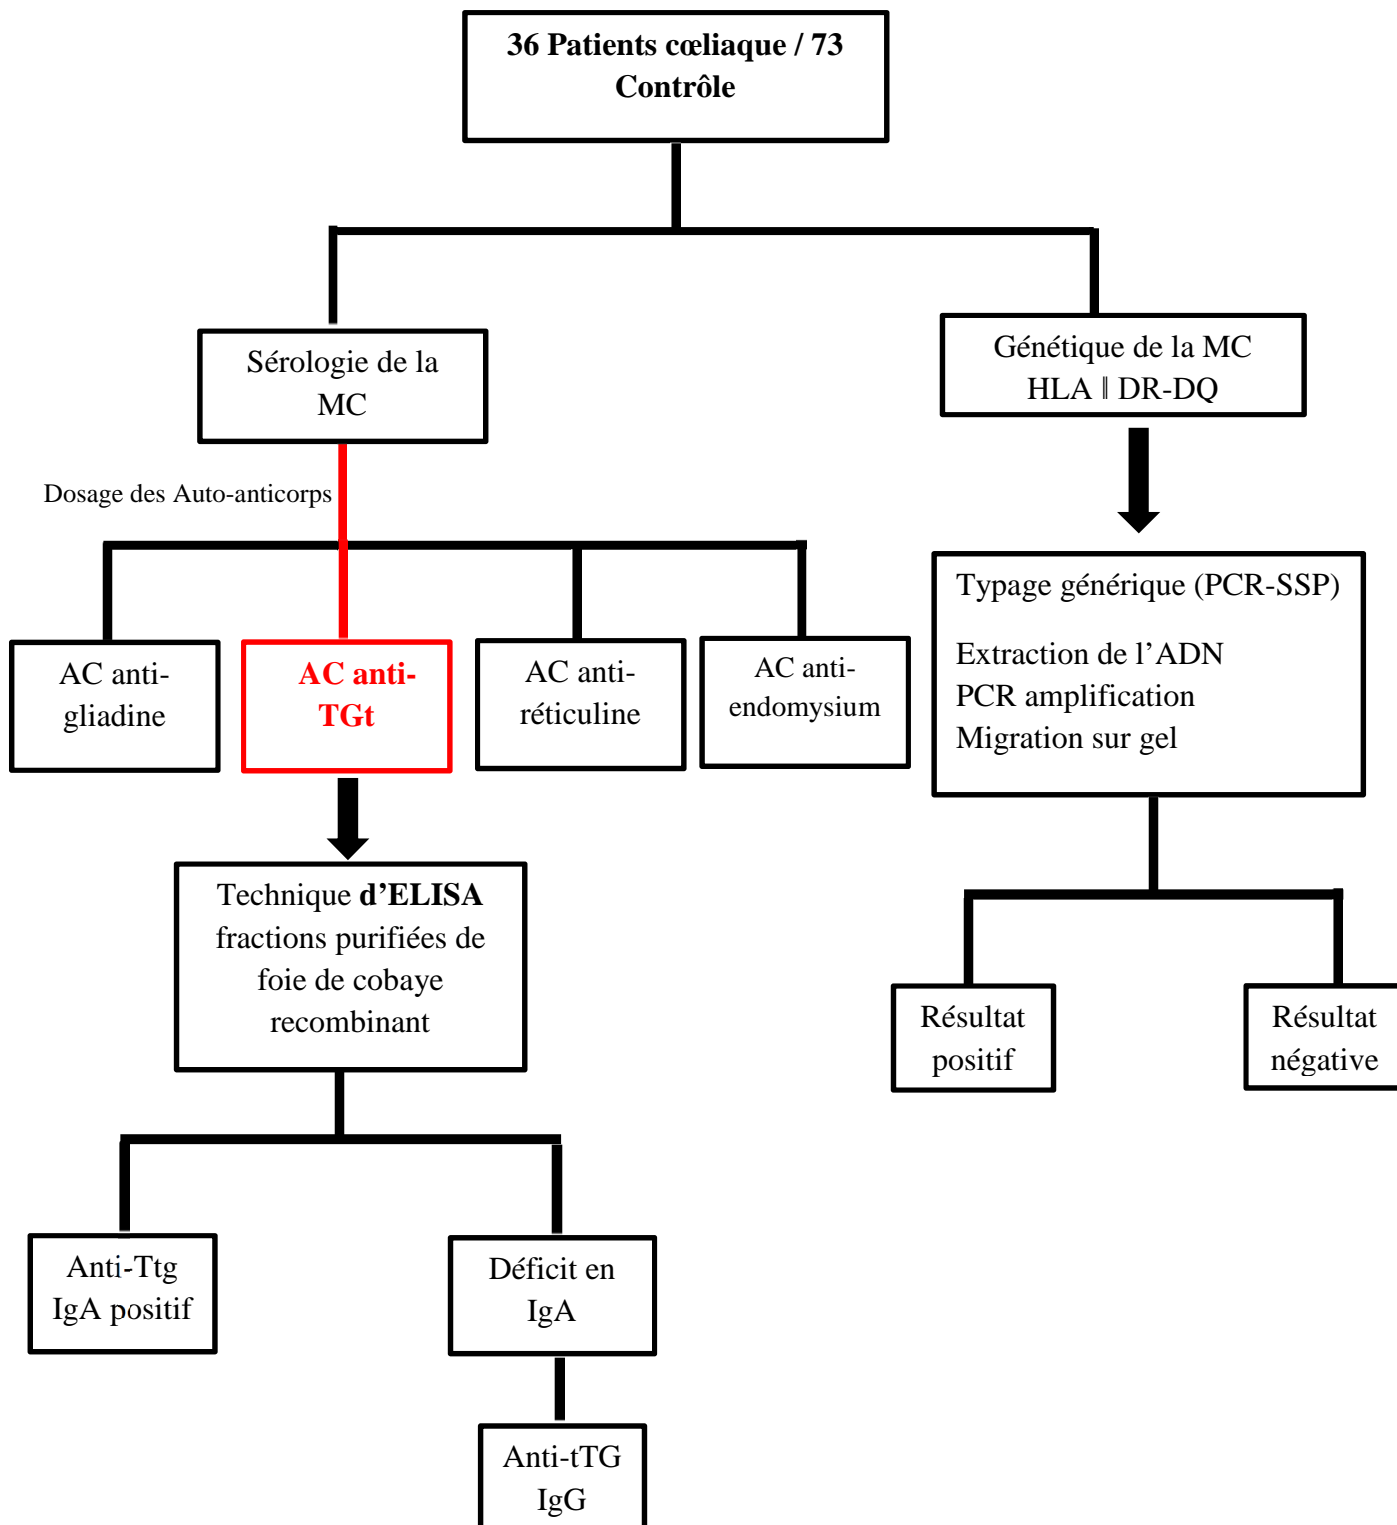 36 Patients cœliaque / 73
Contrôle
Sérologie de la
MC
Génétique de la MC
HLA ǁ DR-DQ
Dosage des Auto-anticorps
AC anti-
gliadine
AC anti-
TGt
AC anti-
réticuline
AC anti-
endomysium
Typage générique (PCR-SSP)
Extraction de l’ADN
PCR amplification
Migration sur gel
Technique d’ELISA
fractions purifiées de
foie de cobaye
recombinant
Résultat
positif
Résultat
négative
Anti-Ttg
IgA positif
Déficit en
IgA
Anti-tTG
IgG